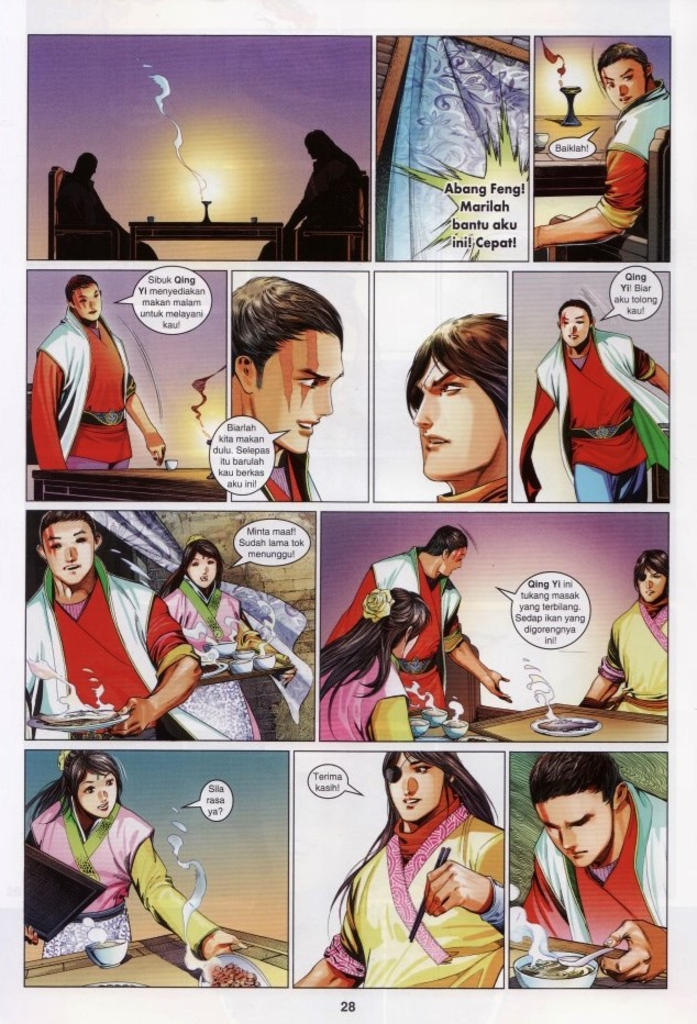 Abang Feng!
Marilah
bantu aku
ini! Cepat!
Baiklah!
Sibuk Qing
Yi menyediakan
makan malam
untuk melayani
kau!
Biarlah
kita makan
dulu. Selepas
itu barulah
kau berkas
aku ini!
Qing
Yi! Biar
aku tolong
kau!
Minta maaf!
Sudah lama tok
menunggu!
Qing Yi ini
tukang masak
yang terbilang.
Sedap ikan yang
digorengnya
ini!
Sila
rasa
ya?
Terima
kasih!
28